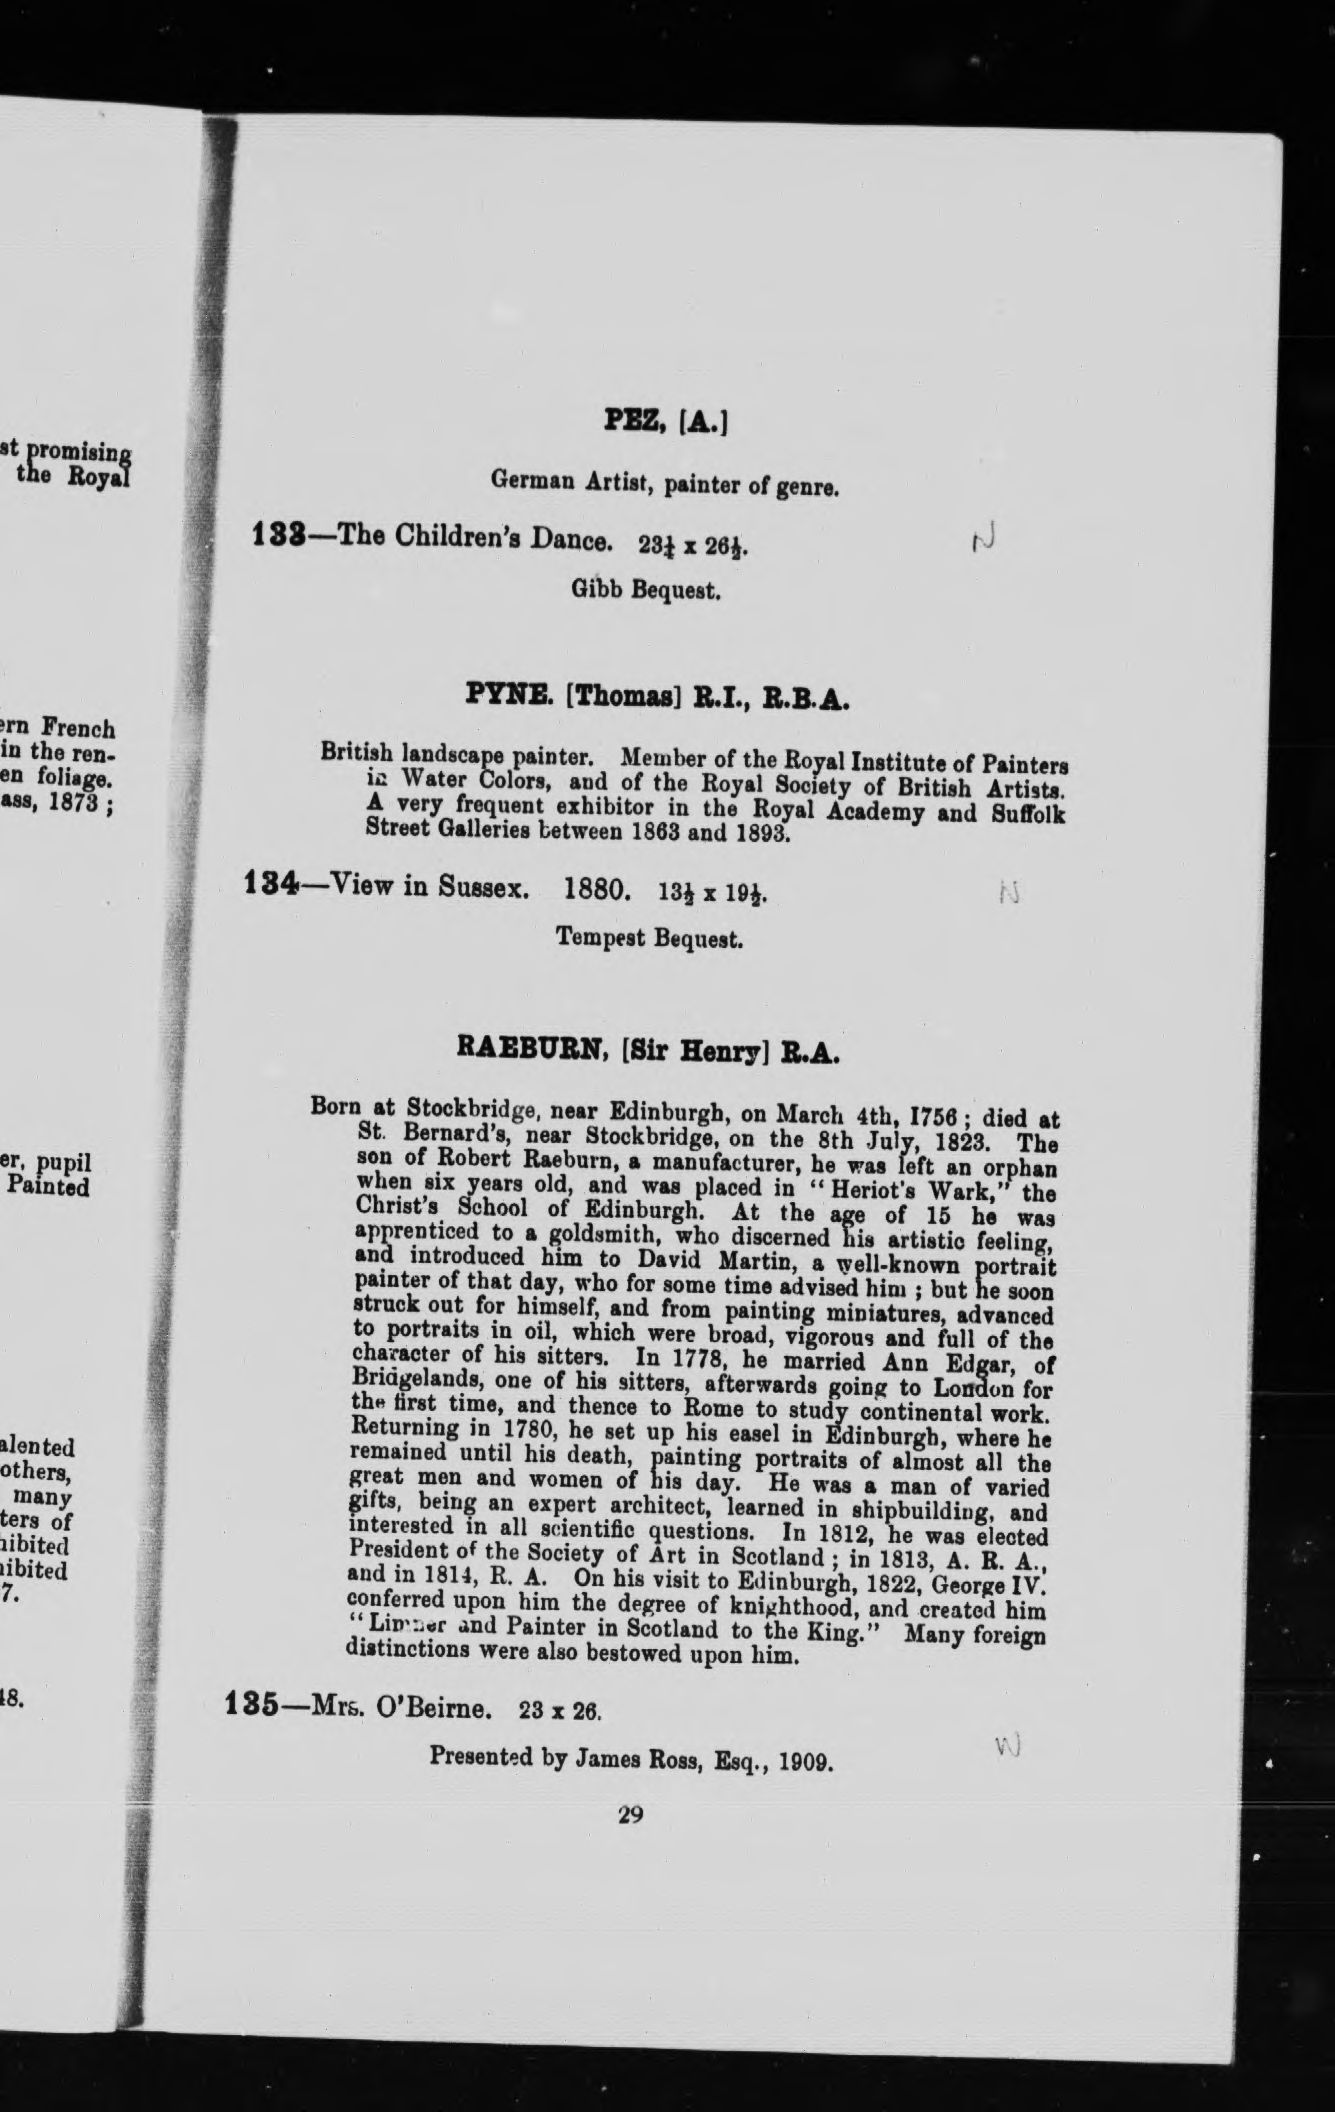 st promising
the Royal
ern French
in the ren-
en foliage.
ass, 1873 ;
er, pupil
Painted
alented
others,
many
ters of
hibited
hibited
7.
18.
PEZ, [A.]
German Artist, painter of genre.
133—The Children's Dance. 23¼ x 26½.
N
Gibb Bequest.
PYNE. [Thomas] R.I., R.B.A.
British landscape painter. Member of the Royal Institute of Painters
in Water Colors, and of the Royal Society of British Artists.
A very frequent exhibitor in the Royal Academy and Suffolk
Street Galleries between 1863 and 1893.
134—View in Sussex. 1880. 13½ x 19½.
N
Tempest Bequest.
RAEBURN, [Sir Henry] R.A.
Born at Stockbridge, near Edinburgh, on March 4th, 1756 ; died at
St. Bernard's, near Stockbridge, on the 8th July, 1823. The
son of Robert Raeburn, a manufacturer, he was left an orphan
when six years old, and was placed in “ Heriot's Wark,” the
Christ's School of Edinburgh. At the age of 15 he was
apprenticed to a goldsmith, who discerned his artistic feeling,
and introduced him to David Martin, a well-known portrait
painter of that day, who for some time advised him ; but he soon
struck out for himself, and from painting miniatures, advanced
to portraits in oil, which were broad, vigorous and full of the
character of his sitters. In 1778, he married Ann Edgar, of
Bridgelands, one of his sitters, afterwards going to London for
the first time, and thence to Rome to study continental work.
Returning in 1780, he set up his easel in Edinburgh, where he
remained until his death, painting portraits of almost all the
great men and women of his day. He was a man of varied
gifts, being an expert architect, learned in shipbuilding, and
interested in all scientific questions. In 1812, he was elected
President of the Society of Art in Scotland ; in 1813, A. R. A.,
and in 1814, R. A. On his visit to Edinburgh, 1822, George IV.
conferred upon him the degree of knighthood, and created him
“ Limner and Painter in Scotland to the King.” Many foreign
distinctions were also bestowed upon him.
135—Mrs. O'Beirne. 23 x 26.
Presented by James Ross, Esq., 1909.
N
29